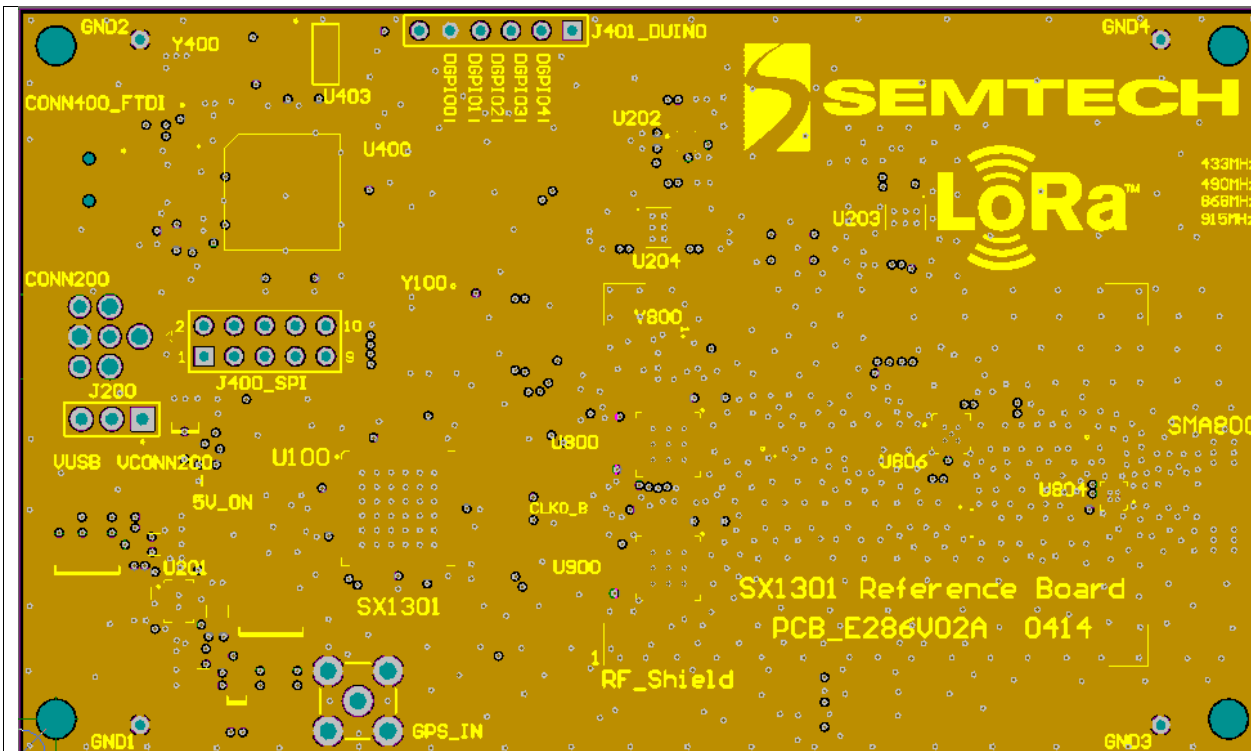 GND2
Y400
J401_DUINO
GND4
U403
DGPIO0
DGPIO1
DGPIO2
DGPIO3
DGPIO4
SEMTECH
CONN400_FTDI
U202
U400
433MHz
490MHz
868MHz
915MHz
LoRa™
U203
U204
CONN200
Y100
Y800
2 10
1 9
J400_SPI
J200
SMA800
U800
VUSB VCONN200
U100
U806
5V_ON
CLKO_B
U804
U201
U900
SX1301
SX1301 Reference Board
PCB_E286V02A 0414
1
RF_Shield
GPS_IN
GND1
GND3